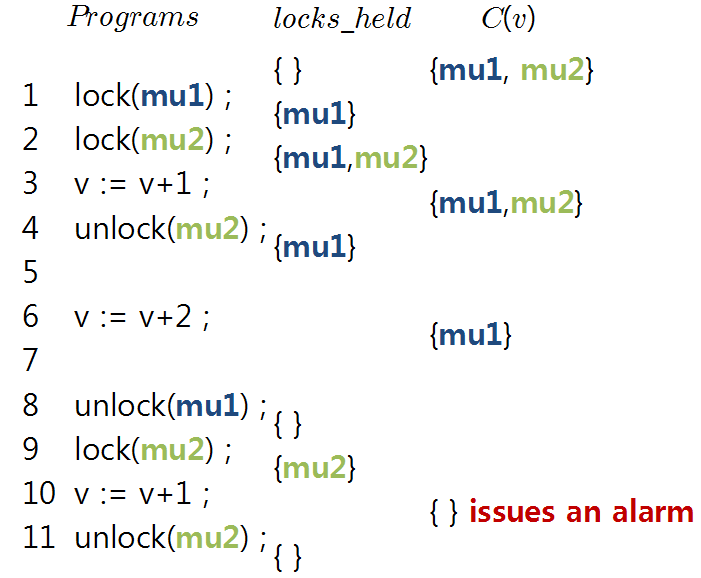 Programs locks_held C(v)
{ } {mu1, mu2}
1 lock(mu1) ;
{mu1}
2 lock(mu2) ;
{mu1,mu2}
3 v := v+1 ;
{mu1,mu2}
4 unlock(mu2) ;
{mu1}
5
6 v := v+2 ;
{mu1}
7
8 unlock(mu1) ;
{ }
9 lock(mu2) ;
{mu2}
10 v := v+1 ;
{ } issues an alarm
11 unlock(mu2) ;
{ }